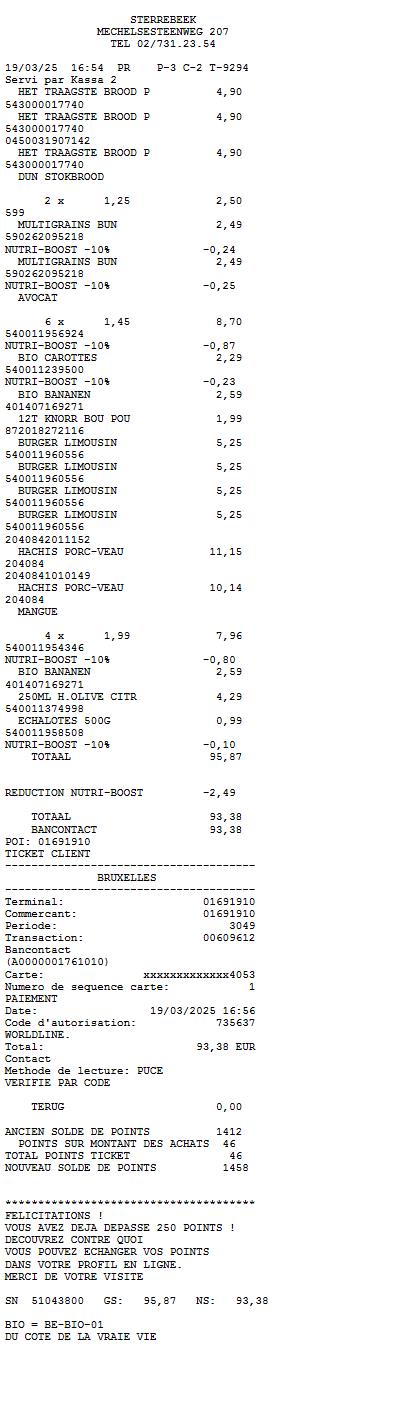 STERREBEEK
MECHELSESTEENWEG 207
TEL 02/731.23.54
19/03/25 16:54 PR P-3 C-2 T-9294
Servi par Kassa 2
HET TRAAGSTE BROOD P 4,90
543000017740
HET TRAAGSTE BROOD P 4,90
543000017740
0450031907142
HET TRAAGSTE BROOD P 4,90
543000017740
DUN STOKBROOD
2 x 1,25 2,50
599
MULTIGRAINS BUN 2,49
590262095218
NUTRI-BOOST -10% -0,24
MULTIGRAINS BUN 2,49
590262095218
NUTRI-BOOST -10% -0,25
AVOCAT
6 x 1,45 8,70
540011956924
NUTRI-BOOST -10% -0,87
BIO CAROTTES 2,29
540011239500
NUTRI-BOOST -10% -0,23
BIO BANANEN 2,59
401407169271
12T KNORR BOU POU 1,99
872018272116
BURGER LIMOUSIN 5,25
540011960556
BURGER LIMOUSIN 5,25
540011960556
BURGER LIMOUSIN 5,25
540011960556
BURGER LIMOUSIN 5,25
540011960556
2040842011152
HACHIS PORC-VEAU 11,15
204084
2040841010149
HACHIS PORC-VEAU 10,14
204084
MANGUE
4 x 1,99 7,96
540011954346
NUTRI-BOOST -10% -0,80
BIO BANANEN 2,59
401407169271
250ML H.OLIVE CITR 4,29
540011374998
ECHALOTES 500G 0,99
540011958508
NUTRI-BOOST -10% -0,10
TOTAAL 95,87
REDUCTION NUTRI-BOOST -2,49
TOTAAL 93,38
BANCONTACT 93,38
POI: 01691910
TICKET CLIENT
--------------------------------------
BRUXELLES
--------------------------------------
Terminal: 01691910
Commercant: 01691910
Periode: 3049
Transaction: 00609612
Bancontact
(A0000001761010)
Carte: xxxxxxxxxxxxx4053
Numero de sequence carte: 1
PAIEMENT
Date: 19/03/2025 16:56
Code d'autorisation: 735637
WORLDLINE.
Total: 93,38 EUR
Contact
Methode de lecture: PUCE
VERIFIE PAR CODE
TERUG 0,00
ANCIEN SOLDE DE POINTS 1412
POINTS SUR MONTANT DES ACHATS 46
TOTAL POINTS TICKET 46
NOUVEAU SOLDE DE POINTS 1458
**************************************
FELICITATIONS !
VOUS AVEZ DEJA DEPASSE 250 POINTS !
DECOUVREZ CONTRE QUOI
VOUS POUVEZ ECHANGER VOS POINTS
DANS VOTRE PROFIL EN LIGNE.
MERCI DE VOTRE VISITE
SN 51043800 GS: 95,87 NS: 93,38
BIO = BE-BIO-01
DU COTE DE LA VRAIE VIE